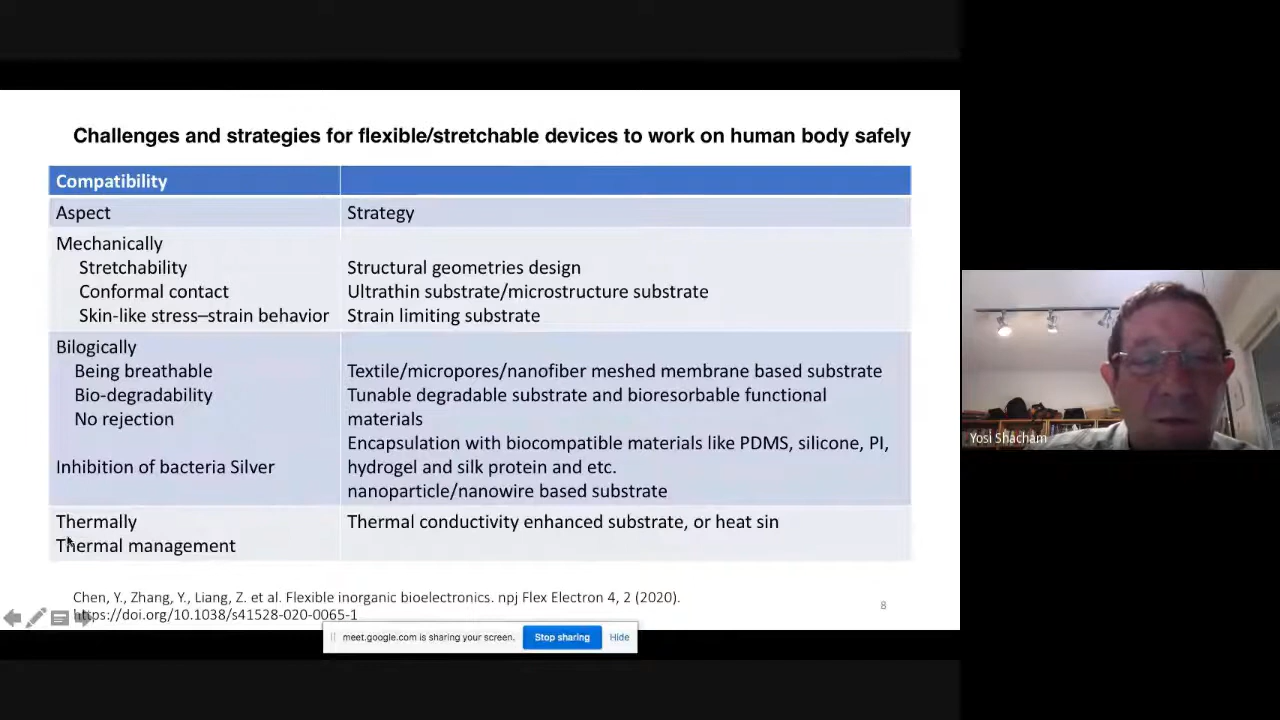 Challenges and strategies for flexible/stretchable devices to work on human body safely
Compatibility
Aspect Strategy
Mechanically
Stretchability Structural geometries design
Conformal contact Ultrathin substrate/microstructure substrate
Skin-like stress–strain behavior Strain limiting substrate
Bilogically
Being breathable Textile/micropores/nanofiber meshed membrane based substrate
Bio-degradability Tunable degradable substrate and bioresorbable functional
No rejection materials
Encapsulation with biocompatible materials like PDMS, silicone, PI,
Inhibition of bacteria Silver hydrogel and silk protein and etc.
nanoparticle/nanowire based substrate
Thermally Thermal conductivity enhanced substrate, or heat sin
Thermal management
Chen, Y., Zhang, Y., Liang, Z. et al. Flexible inorganic bioelectronics. npj Flex Electron 4, 2 (2020).
https://doi.org/10.1038/s41528-020-0065-1
8
meet.google.com is sharing your screen. Stop sharing Hide
Yosi Shacham